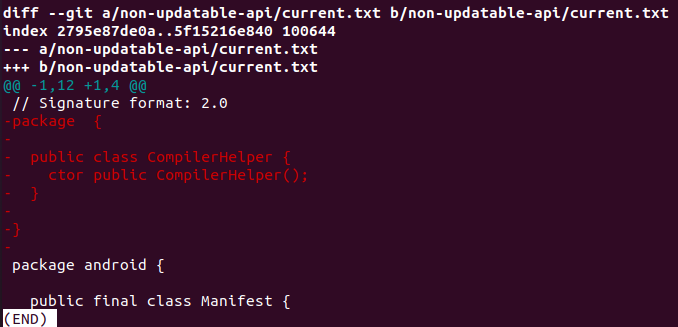 diff --git a/non-updatable-api/current.txt b/non-updatable-api/current.txt
index 2795e87de0a..5f15216e840 100644
--- a/non-updatable-api/current.txt
+++ b/non-updatable-api/current.txt
@@ -1,12 +1,4 @@
 // Signature format: 2.0
-package  {
-
-  public class CompilerHelper {
-    ctor public CompilerHelper();
-  }
-
-}
-
 package android {

   public final class Manifest {
(END)